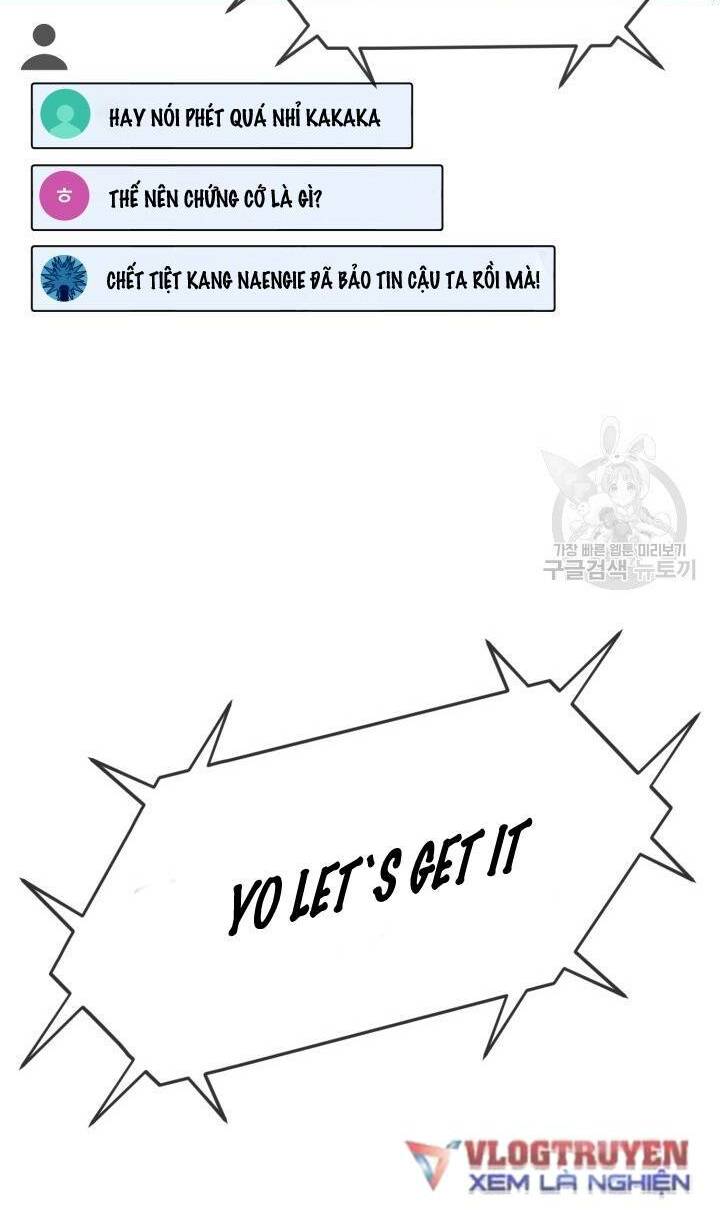 HAY NÓI PHÉT QUÁ NHỈ KAKAKA
ㅎ
THẾ NÊN CHỨNG CỚ LÀ GÌ?
CHẾT TIỆT KANG NAENGIE ĐÃ BẢO TIN CẬU TA RỒI MÀ!
가장 빠른 웹툰 미리보기
구글검색 뉴토끼
YO LET`S GET IT
VLOGTRUYEN
XEM LÀ NGHIỆN